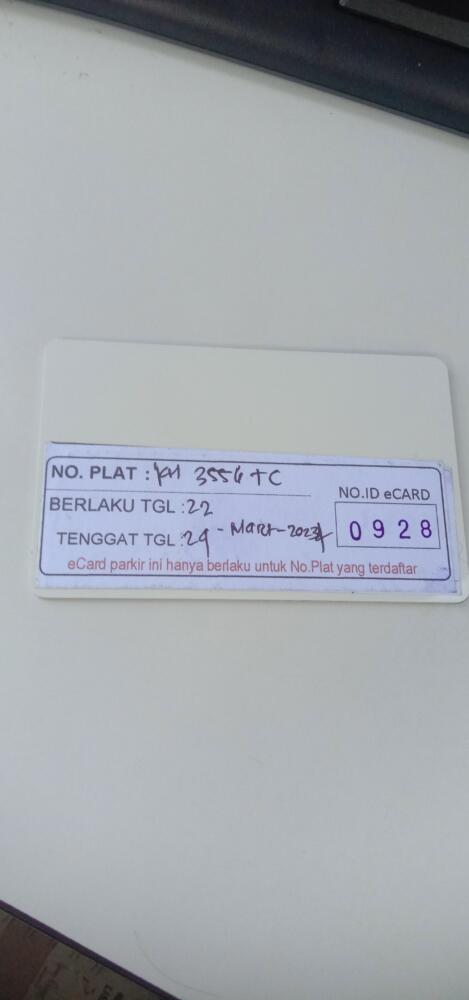 NO. PLAT : KM 3556 TC
NO.ID eCARD
BERLAKU TGL : 22
0928
TENGGAT TGL : 29 - Maret - 
eCard parkir ini hanya berlaku untuk No.Plat yang terdaftar